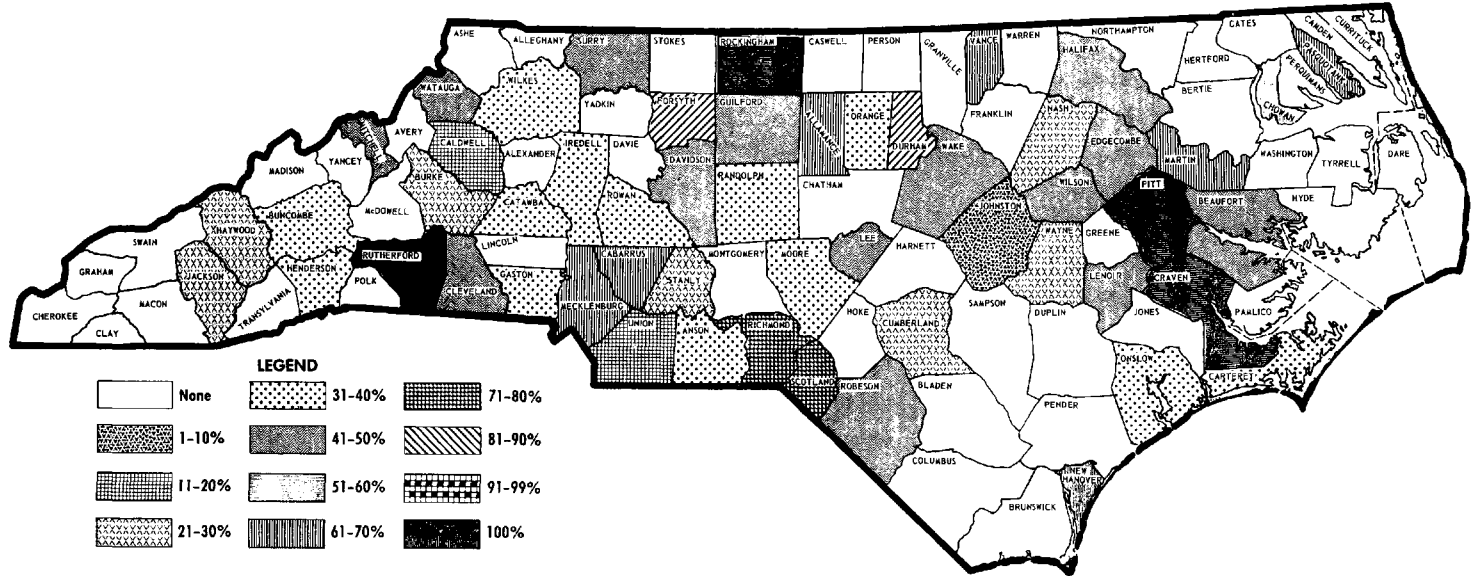 ASHE
ALLEGHANY
SURRY
STOKES
ROCKINGHAM
CASWELL
PERSON
GRANVILLE
VANCE
WARREN
NORTHAMPTON
GATES
CAMDEN
CURRITUCK
PASQUOTANK
PERQUIMANS
CHOWAN
HALIFAX
HERTFORD
BERTIE
WATAUGA
WILKES
YADKIN
FORSYTH
GUILFORD
ALAMANCE
ORANGE
DURHAM
FRANKLIN
NASH
EDGECOMBE
MARTIN
WASHINGTON
TYRRELL
DARE
MITCHELL
AVERY
CALDWELL
ALEXANDER
IREDELL
DAVIE
DAVIDSON
RANDOLPH
CHATHAM
WAKE
WILSON
PITT
BEAUFORT
HYDE
MADISON
YANCEY
BURKE
McDOWELL
CATAWBA
ROWAN
JOHNSTON
GREENE
BUNCOMBE
HAYWOOD
SWAIN
GRAHAM
JACKSON
HENDERSON
RUTHERFORD
CLEVELAND
LINCOLN
GASTON
CABARRUS
STANLY
MONTGOMERY
MOORE
LEE
HARNETT
WAYNE
LENOIR
CRAVEN
CHEROKEE
MACON
CLAY
TRANSYLVANIA
POLK
MECKLENBURG
UNION
ANSON
RICHMOND
SCOTLAND
HOKE
CUMBERLAND
SAMPSON
DUPLIN
JONES
PAMLICO
ONSLOW
CARTERET
ROBESON
BLADEN
PENDER
COLUMBUS
BRUNSWICK
NEW
HANOVER
LEGEND
None
31-40%
71-80%
1-10%
41-50%
81-90%
11-20%
51-60%
91-99%
21-30%
61-70%
100%